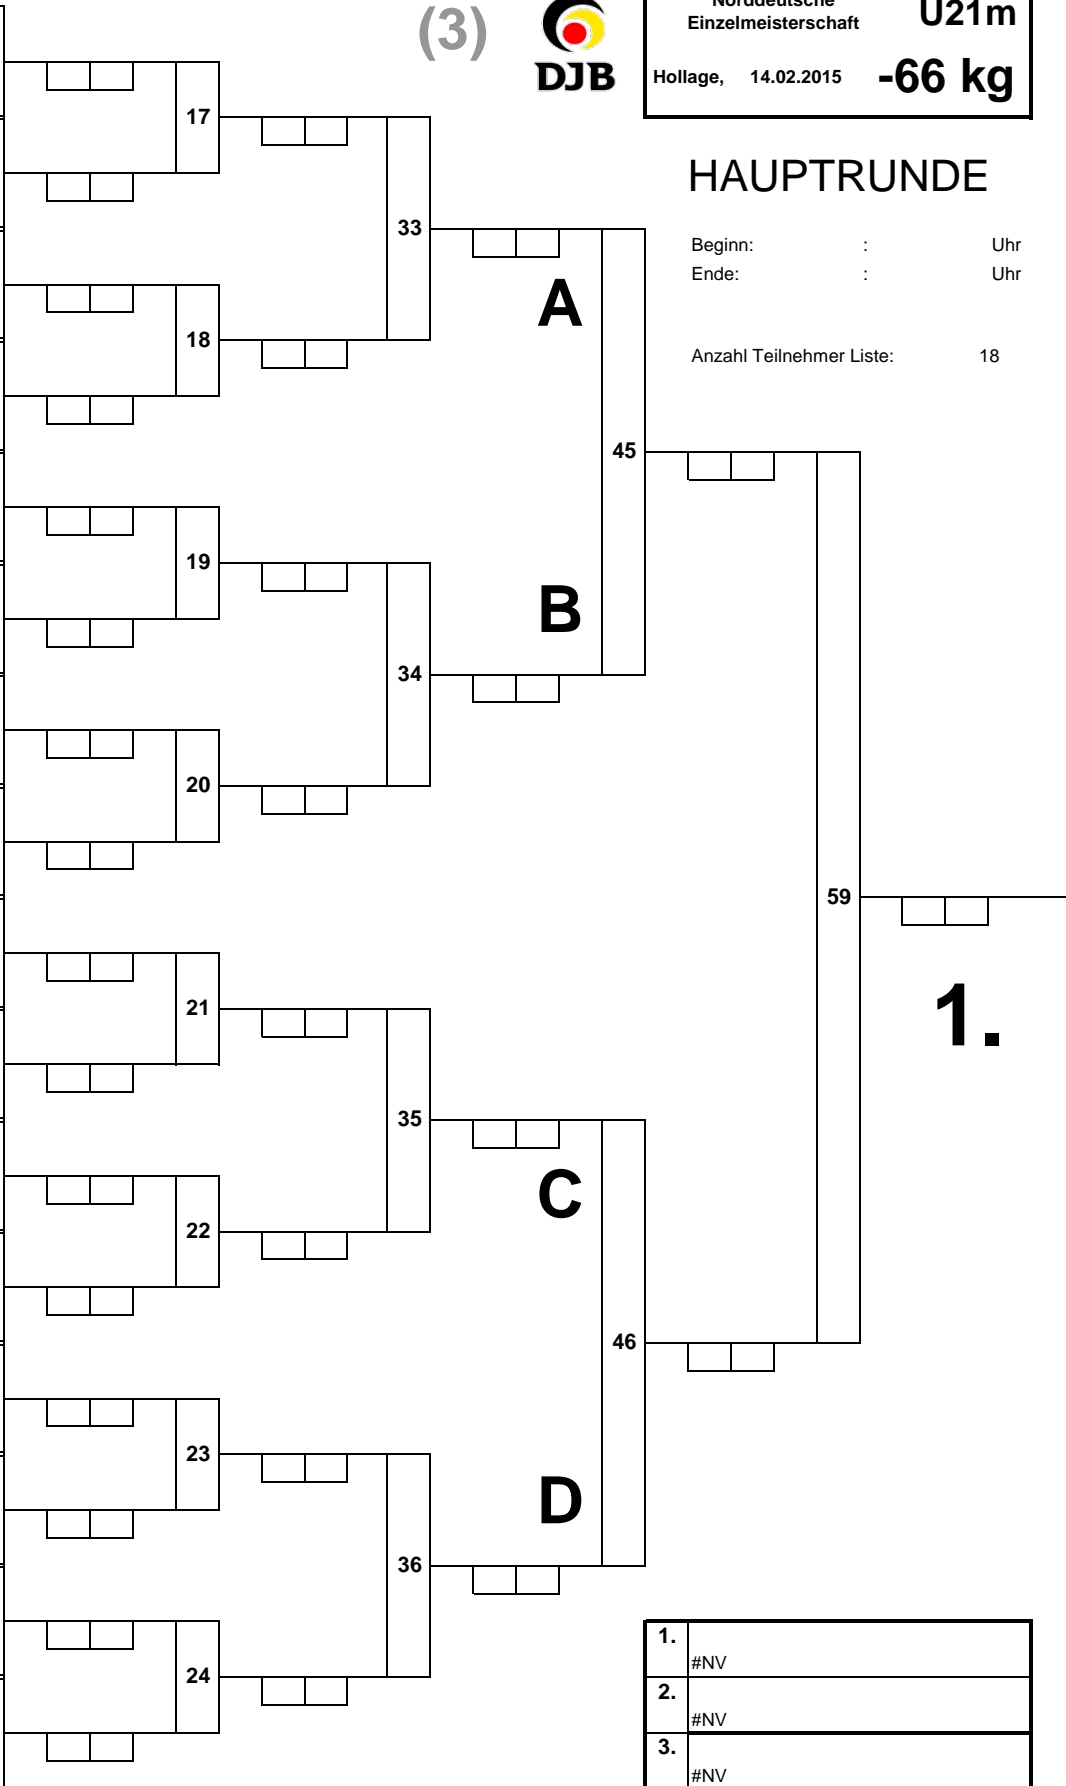 (3)
DJB
Norddeutsche
Einzelmeisterschaft
U21m
Hollage, 14.02.2015 -66 kg
HAUPTRUNDE
Beginn: : Uhr
Ende: : Uhr
Anzahl Teilnehmer Liste: 18
17
33
A
18
45
19
B
34
20
59
21
1.
35
C
22
46
23
D
36
24
1.
#NV
2.
#NV
3.
#NV